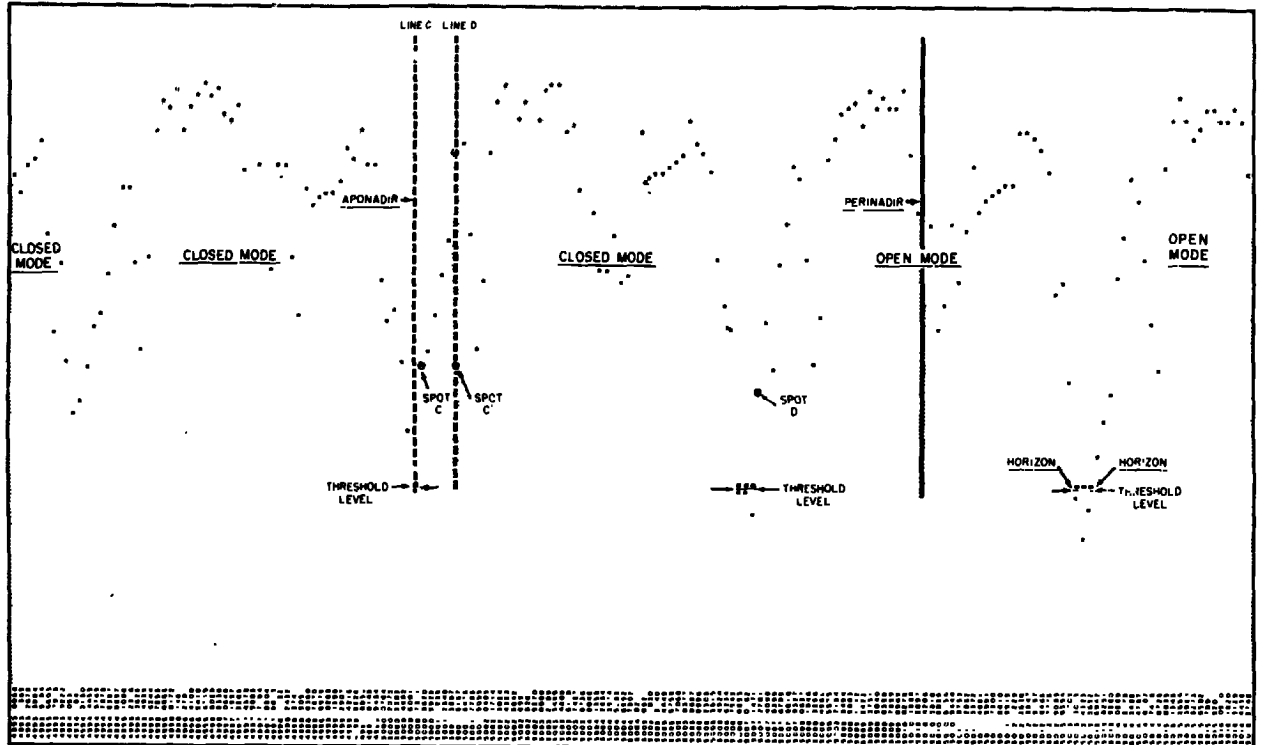 LINE C LINE D
APONADIR
PERINADIR
CLOSED
MODE
CLOSED MODE
CLOSED MODE
OPEN MODE
OPEN
MODE
SPOT
C
SPOT
C'
SPOT
D
THRESHOLD
LEVEL
THRESHOLD
LEVEL
HORIZON
HORIZON
THRESHOLD
LEVEL